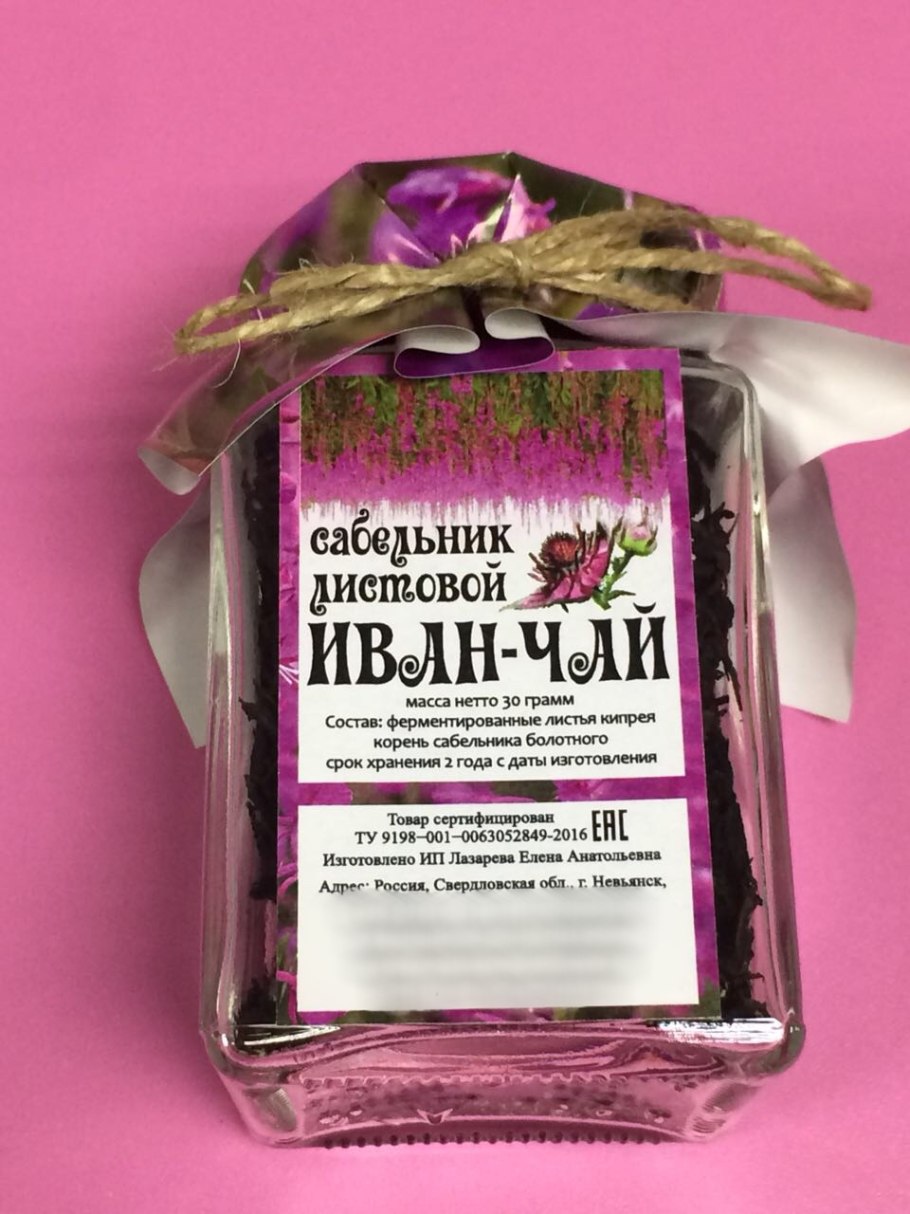 сабельник
листовой
ИВАН-ЧАЙ
масса нетто 30 грамм
Состав: ферментированные листья кипрея
корень сабельника болотного
срок хранения 2 года с даты изготовления
Товар сертифицирован
ТУ 9198–001–0063052849-2016 ЕАС
Изготовлено ИП Лазарева Елена Анатольевна
Адрес: Россия, Свердловская обл., г. Невьянск,